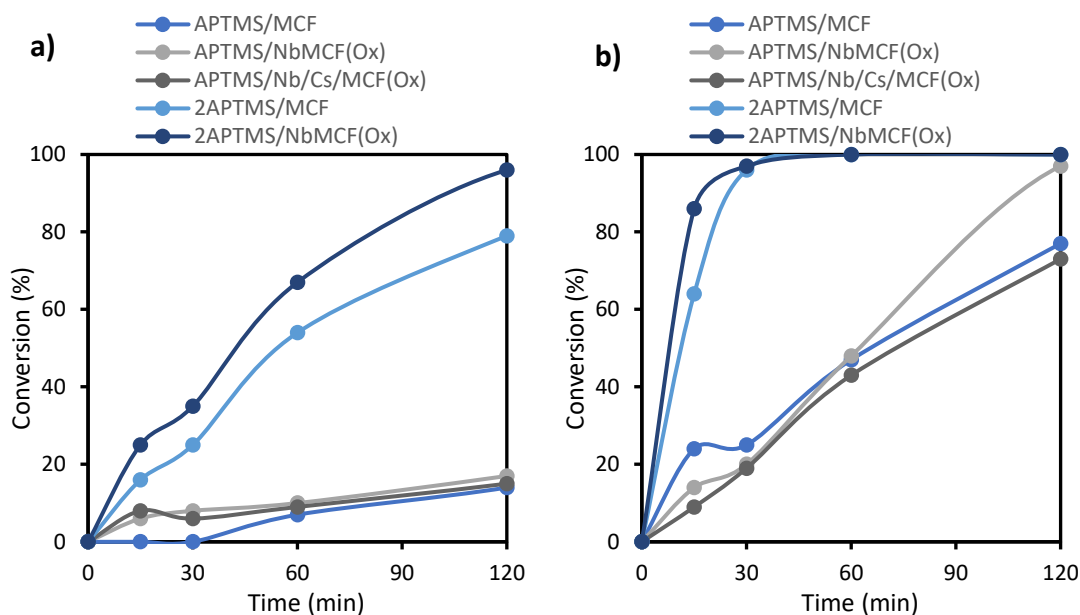 a)
APTMS/MCF
APTMS/NbMCF(Ox)
APTMS/Nb/Cs/MCF(Ox)
2APTMS/MCF
2APTMS/NbMCF(Ox)
100
80
60
40
20
0
Conversion (%)
0 30 60 90 120
Time (min)
b)
APTMS/MCF
APTMS/NbMCF(Ox)
APTMS/Nb/Cs/MCF(Ox)
2APTMS/MCF
2APTMS/NbMCF(Ox)
100
80
60
40
20
0
Conversion (%)
0 30 60 90 120
Time (min)